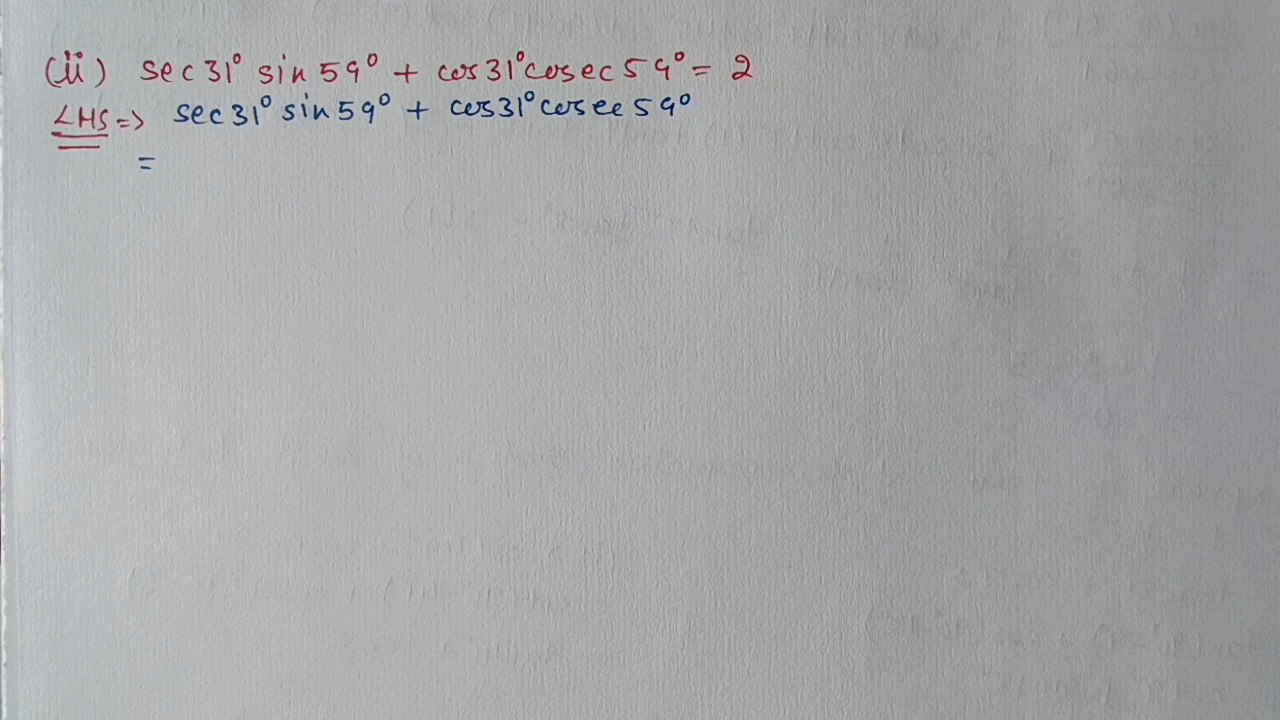 (ii) sec 31° sin 59° + cos 31° cosec 59° = 2
LHS => sec 31° sin 59° + cos 31° cosec 59°
=